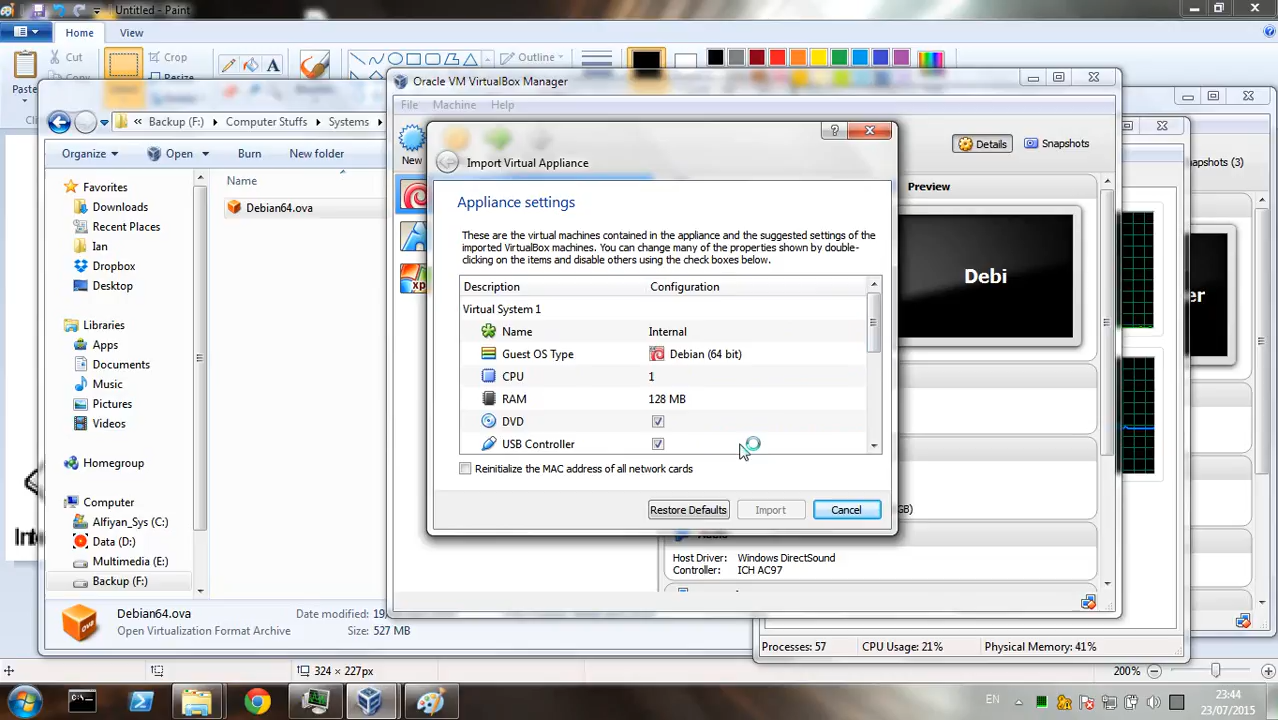 Untitled - Paint
Home
View
Paste
Cut
Copy
Crop
Resize
Outline
Backup (F:)
Computer Stuffs
Systems
Organize
Open
Burn
New folder
Favorites
Downloads
Recent Places
Ian
Dropbox
Desktop
Libraries
Apps
Documents
Music
Pictures
Videos
Homegroup
Computer
Alfiyan_Sys (C:)
Data (D:)
Multimedia (E:)
Backup (F:)
Name
Debian64.ova
Debian64.ova
Date modified: 19/
Open Virtualization Format Archive
Size: 527 MB
Oracle VM VirtualBox Manager
File
Machine
Help
New
Details
Snapshots
Preview
Debi
Import Virtual Appliance
Appliance settings
These are the virtual machines contained in the appliance and the suggested settings of the
imported VirtualBox machines. You can change many of the properties shown by double-
clicking on the items and disable others using the check boxes below.
Description
Configuration
Virtual System 1
Name
Internal
Guest OS Type
Debian (64 bit)
CPU
1
RAM
128 MB
DVD
USB Controller
Reinitialize the MAC address of all network cards
Restore Defaults
Import
Cancel
Host Driver: Windows DirectSound
Controller: ICH AC97
Processes: 57
CPU Usage: 21%
Physical Memory: 41%
324 × 227px
200%
EN
23:44
23/07/2015